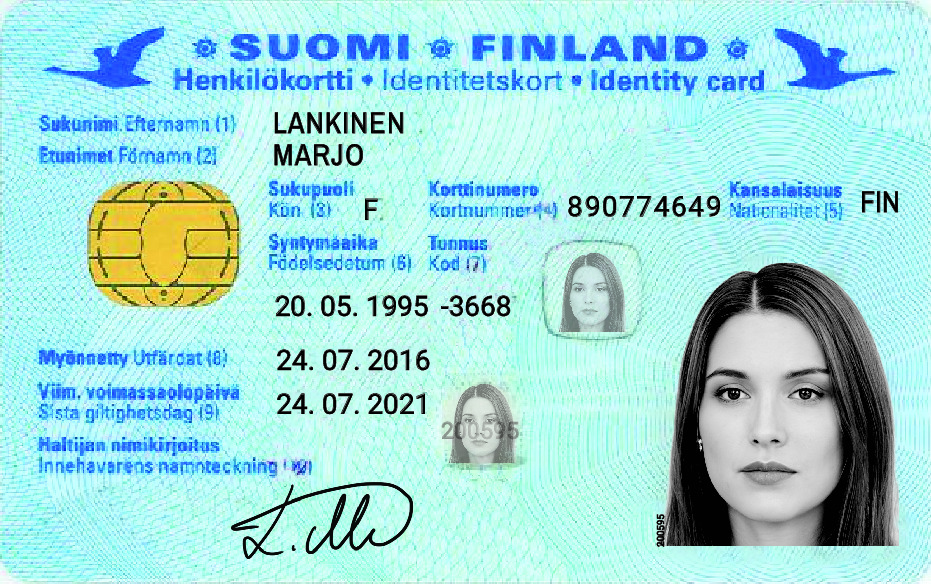 SUOMI FINLAND
Henkilökortti • Identitetskort • Identity card
Sukunimi Efternamn (1) LANKINEN
Etunimet Förnamn (2) MARJO
Sukupuoli Korttinumero Kansalaisuus
Kön (3) F Kortnummer(4) 890774649 Nationalitet (5) FIN
Syntymäaika Tunnus
Födelsedetum (6) Kod (7)
20. 05. 1995 -3668
Myönnetty Utfärdat (8) 24. 07. 2016
Viim. voimassaolopäivä
Sista giltighetsdag (9) 24. 07. 2021
200595
Haltijan nimikirjoitus
Innehavarens namnteckning
200595